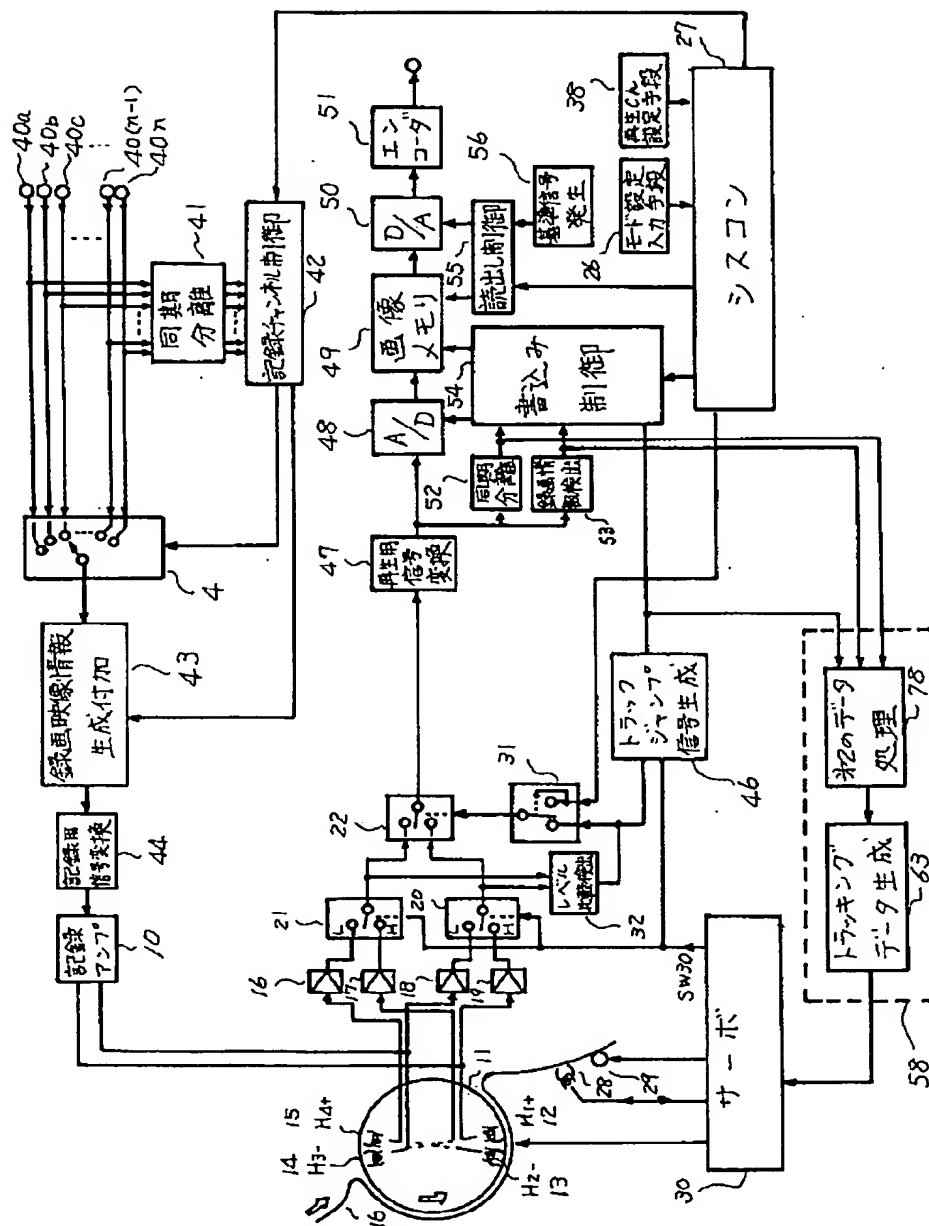 40a
40b
40c
40(n-1)
40n
同期
分離
41
記録チャンネル制御
42
4
録画映像情報
生成付加
43
記録用
信号変換
44
記録
アンプ
10
エン
コーダ
51
D/A
50
画像
メモリ
49
A/D
48
読出し制御
55
基準信号
発生
56
書込み
制御
54
同期
分離
52
録画情
報検出
53
再生用
信号
変換
47
モード設定
入力手段
26
38
シスコン
27
トラック
ジャンプ
信号生成
46
31
22
21
L
H
20
L
H
レベル
比較検出
32
16
17
18
19
15
H4+
14
H3-
11
H1+
12
H2-
13
16
28
29
サーボ
30
SW30
第2のデータ
処理
78
トラッキング
データ生成
63
58